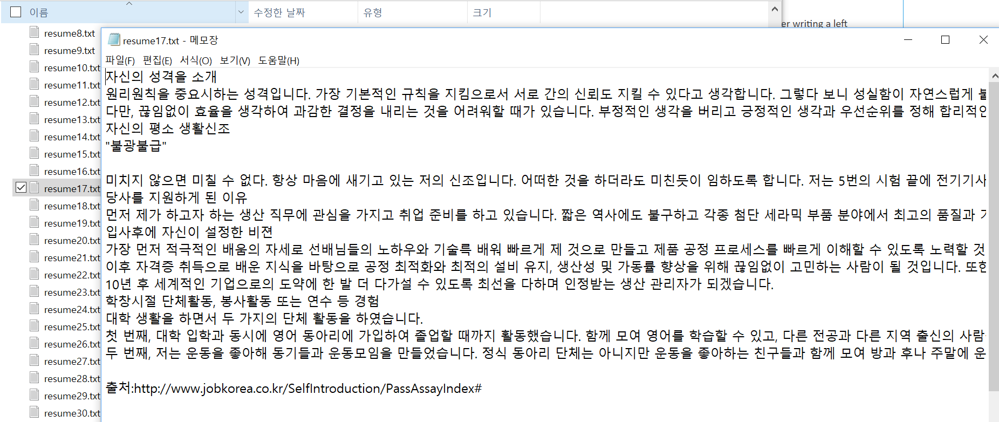 이름
수정한 날짜
유형
크기
er writing a left
resume8.txt
resume9.txt
resume10.txt
resume11.txt
resume12.txt
resume13.txt
resume14.txt
resume15.txt
resume16.txt
resume17.txt
resume18.txt
resume19.txt
resume20.txt
resume21.txt
resume22.txt
resume23.txt
resume24.txt
resume25.txt
resume26.txt
resume27.txt
resume28.txt
resume29.txt
resume30.txt
resume17.txt - 메모장
파일(F) 편집(E) 서식(O) 보기(V) 도움말(H)
자신의 성격을 소개
원리원칙을 중요시하는 성격입니다. 가장 기본적인 규칙을 지킴으로서 서로 간의 신뢰도 지킬 수 있다고 생각합니다. 그렇다 보니 성실함이 자연스럽게
다만, 끊임없이 효율을 생각하여 과감한 결정을 내리는 것을 어려워할 때가 있습니다. 부정적인 생각을 버리고 긍정적인 생각과 우선순위를 정해 합리적인
자신의 평소 생활신조
"불광불급"
미치지 않으면 미칠 수 없다. 항상 마음에 새기고 있는 저의 신조입니다. 어떠한 것을 하더라도 미친듯이 임하도록 합니다. 저는 5번의 시험 끝에 전기기사
당사를 지원하게 된 이유
먼저 제가 하고자 하는 생산 직무에 관심을 가지고 취업 준비를 하고 있습니다. 짧은 역사에도 불구하고 각종 첨단 세라믹 부품 분야에서 최고의 품질과
입사후에 자신이 설정한 비젼
가장 먼저 적극적인 배움의 자세로 선배님들의 노하우와 기술륵 배워 빠르게 제 것으로 만들고 제품 공정 프로세스를 빠르게 이해할 수 있도록 노력할 것
이후 자격증 취득으로 배운 지식을 바탕으로 공정 최적화와 최적의 설비 유지, 생산성 및 가동률 향상을 위해 끊임없이 고민하는 사람이 될 것입니다. 또한
10년 후 세계적인 기업으로의 도약에 한 발 더 다가설 수 있도록 최선을 다하며 인정받는 생산 관리자가 되겠습니다.
학창시절 단체활동, 봉사활동 또는 연수 등 경험
대학 생활을 하면서 두 가지의 단체 활동을 하였습니다.
첫 번째, 대학 입학과 동시에 영어 동아리에 가입하여 졸업할 때까지 활동했습니다. 함께 모여 영어를 학습할 수 있고, 다른 전공과 다른 지역 출신의 사람
두 번째, 저는 운동을 좋아해 동기들과 운동모임을 만들었습니다. 정식 동아리 단체는 아니지만 운동을 좋아하는 친구들과 함께 모여 방과 후나 주말에 운
출처:http://www.jobkorea.co.kr/SelfIntroduction/PassAssayIndex#